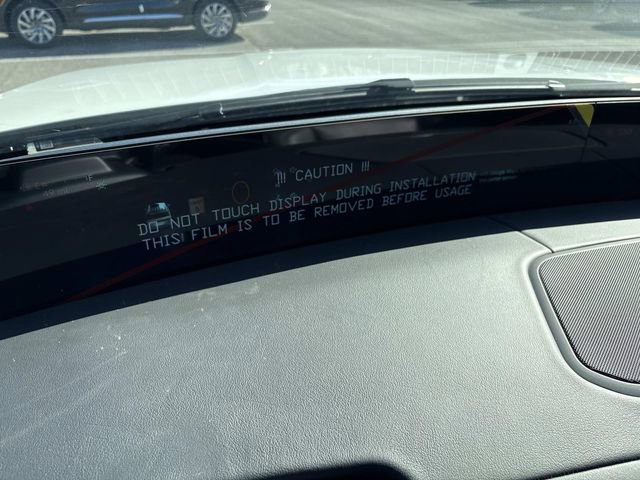 !!! CAUTION !!!
DO NOT TOUCH DISPLAY DURING INSTALLATION
THIS FILM IS TO BE REMOVED BEFORE USAGE